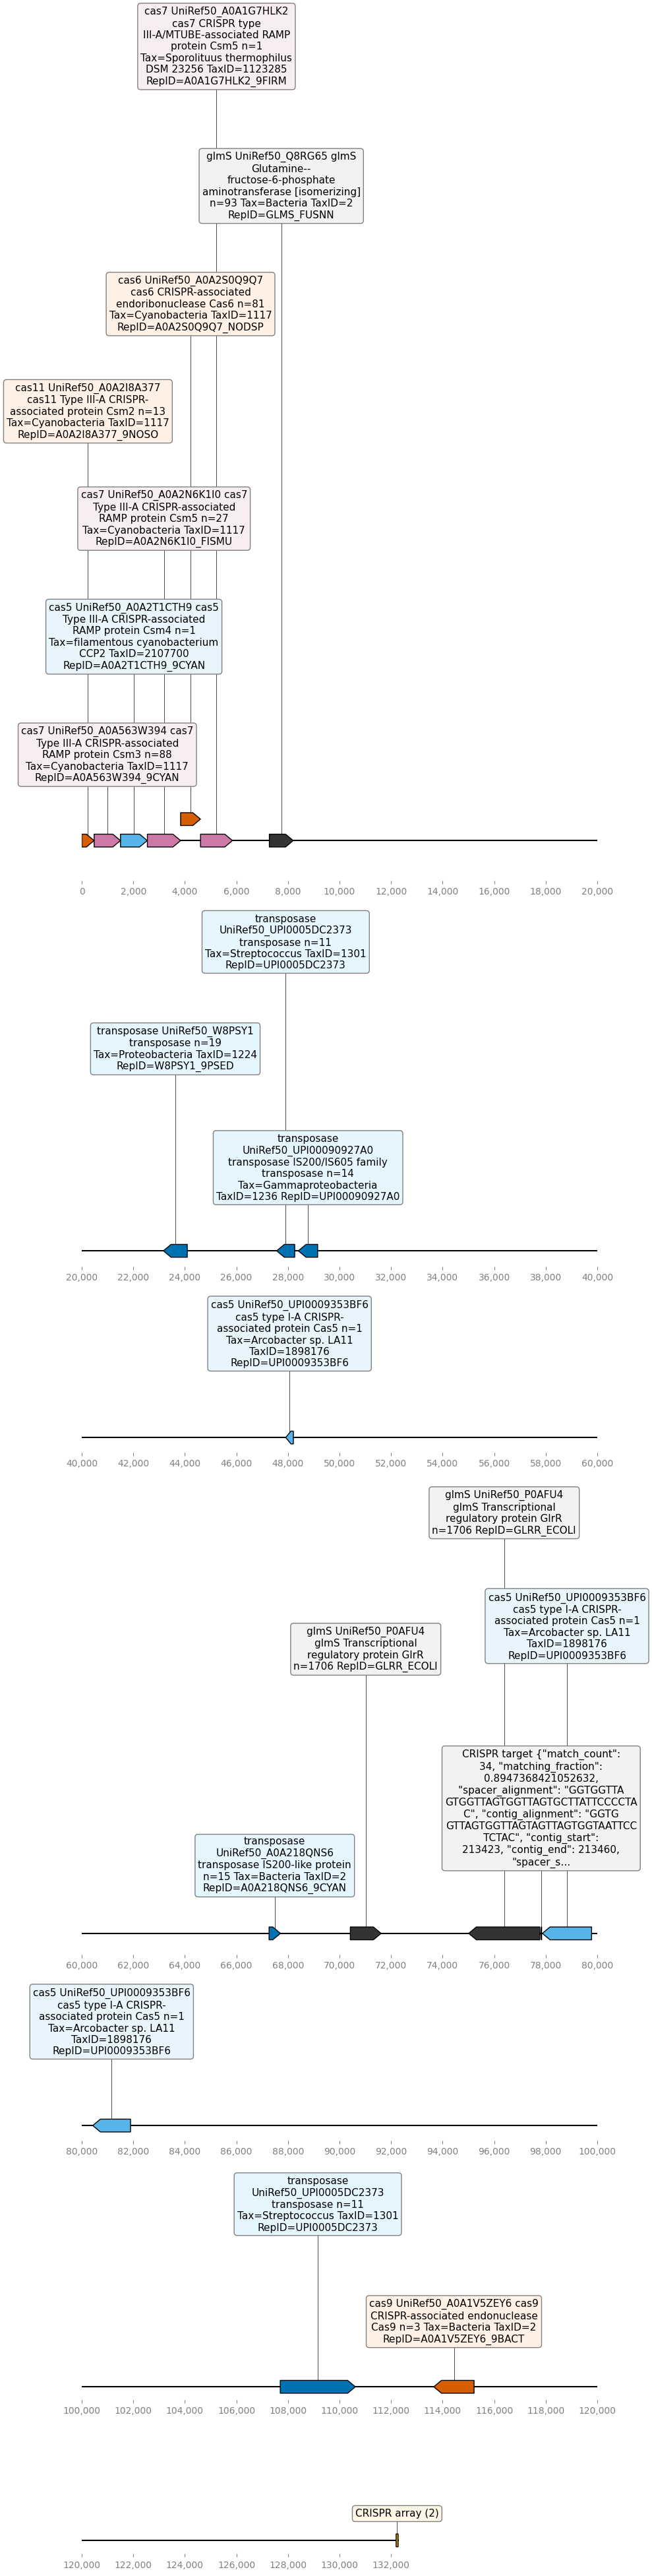 cas7 UniRef50_A0A1G7HLK2
cas7 CRISPR type
III-A/MTUBE-associated RAMP
protein Csm5 n=1
Tax=Sporolituus thermophilus
DSM 23256 TaxID=1123285
RepID=A0A1G7HLK2_9FIRM
glmS UniRef50_Q8RG65 glmS
Glutamine--
fructose-6-phosphate
aminotransferase [isomerizing]
n=93 Tax=Bacteria TaxID=2
RepID=GLMS_FUSNN
cas6 UniRef50_A0A2S0Q9Q7
cas6 CRISPR-associated
endoribonuclease Cas6 n=81
Tax=Cyanobacteria TaxID=1117
RepID=A0A2S0Q9Q7_NODSP
cas11 UniRef50_A0A2I8A377
cas11 Type III-A CRISPR-
associated protein Csm2 n=13
Tax=Cyanobacteria TaxID=1117
RepID=A0A2I8A377_9NOSO
cas7 UniRef50_A0A2N6K1I0 cas7
Type III-A CRISPR-associated
RAMP protein Csm5 n=27
Tax=Cyanobacteria TaxID=1117
RepID=A0A2N6K1I0_FISMU
cas5 UniRef50_A0A2T1CTH9 cas5
Type III-A CRISPR-associated
RAMP protein Csm4 n=1
Tax=filamentous cyanobacterium
CCP2 TaxID=2107700
RepID=A0A2T1CTH9_9CYAN
cas7 UniRef50_A0A563W394 cas7
Type III-A CRISPR-associated
RAMP protein Csm3 n=88
Tax=Cyanobacteria TaxID=1117
RepID=A0A563W394_9CYAN
0 2,000 4,000 6,000 8,000 10,000 12,000 14,000 16,000 18,000 20,000
transposase
UniRef50_UPI0005DC2373
transposase n=11
Tax=Streptococcus TaxID=1301
RepID=UPI0005DC2373
transposase UniRef50_W8PSY1
transposase n=19
Tax=Proteobacteria TaxID=1224
RepID=W8PSY1_9PSED
transposase
UniRef50_UPI00090927A0
transposase IS200/IS605 family
transposase n=14
Tax=Gammaproteobacteria
TaxID=1236 RepID=UPI00090927A0
20,000 22,000 24,000 26,000 28,000 30,000 32,000 34,000 36,000 38,000 40,000
cas5 UniRef50_UPI0009353BF6
cas5 type I-A CRISPR-
associated protein Cas5 n=1
Tax=Arcobacter sp. LA11
TaxID=1898176
RepID=UPI0009353BF6
40,000 42,000 44,000 46,000 48,000 50,000 52,000 54,000 56,000 58,000 60,000
glmS UniRef50_P0AFU4
glmS Transcriptional
regulatory protein GlrR
n=1706 RepID=GLRR_ECOLI
cas5 UniRef50_UPI0009353BF6
cas5 type I-A CRISPR-
associated protein Cas5 n=1
Tax=Arcobacter sp. LA11
TaxID=1898176
RepID=UPI0009353BF6
glmS UniRef50_P0AFU4
glmS Transcriptional
regulatory protein GlrR
n=1706 RepID=GLRR_ECOLI
CRISPR target {"match_count":
34, "matching_fraction":
0.8947368421052632,
"spacer_alignment": "GGTGGTTA
GTGGTTAGTGGTTAGTGCTTATTCCCCTA
C", "contig_alignment": "GGTG
GTTAGTGGTTAGTAGTTAGTGGTAATTCC
TCTAC", "contig_start":
213423, "contig_end": 213460,
"spacer_s...
transposase
UniRef50_A0A218QNS6
transposase IS200-like protein
n=15 Tax=Bacteria TaxID=2
RepID=A0A218QNS6_9CYAN
60,000 62,000 64,000 66,000 68,000 70,000 72,000 74,000 76,000 78,000 80,000
cas5 UniRef50_UPI0009353BF6
cas5 type I-A CRISPR-
associated protein Cas5 n=1
Tax=Arcobacter sp. LA11
TaxID=1898176
RepID=UPI0009353BF6
80,000 82,000 84,000 86,000 88,000 90,000 92,000 94,000 96,000 98,000 100,000
transposase
UniRef50_UPI0005DC2373
transposase n=11
Tax=Streptococcus TaxID=1301
RepID=UPI0005DC2373
cas9 UniRef50_A0A1V5ZEY6 cas9
CRISPR-associated endonuclease
Cas9 n=3 Tax=Bacteria TaxID=2
RepID=A0A1V5ZEY6_9BACT
100,000 102,000 104,000 106,000 108,000 110,000 112,000 114,000 116,000 118,000 120,000
CRISPR array (2)
120,000 122,000 124,000 126,000 128,000 130,000 132,000